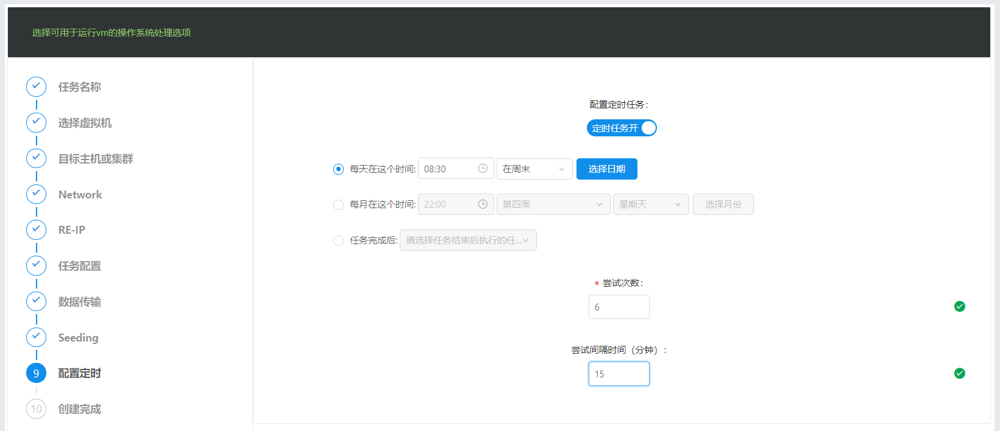 选择可用于运行vm的操作系统处理选项
任务名称
选择虚拟机
目标主机或集群
Network
RE-IP
任务配置
数据传输
Seeding
9 配置定时
10 创建完成
配置定时任务：
定时任务开
每天在这个时间: 08:30 在周末 选择日期
每月在这个时间: 22:00 第四周 星期天 选择月份
任务完成后: 请选择任务结束后执行的任...
* 尝试次数：
6
尝试间隔时间（分钟）：
15